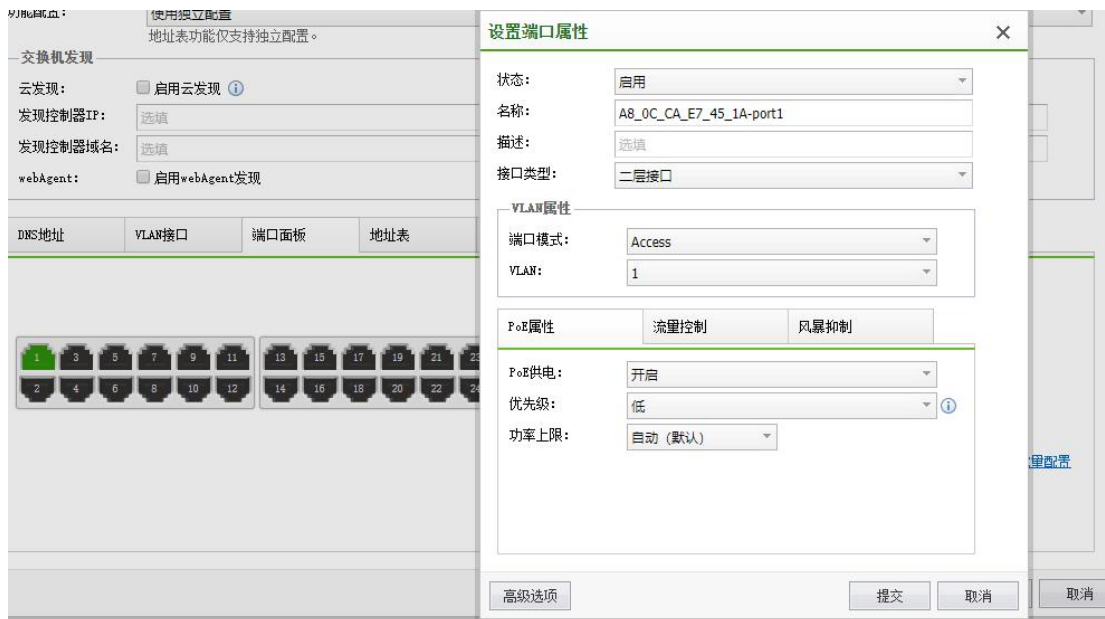 功能配置：
使用独立配置
地址表功能仅支持独立配置。
交换机发现
云发现：
启用云发现
发现控制器IP：
选填
发现控制器域名：
选填
webAgent：
启用webAgent发现
DNS地址
VLAN接口
端口面板
地址表
1 3 5 7 9 11 13 15 17 19 21 23
2 4 6 8 10 12 14 16 18 20 22 24
量配置
取消
设置端口属性
状态：
启用
名称：
A8_0C_CA_E7_45_1A-port1
描述：
选填
接口类型：
二层接口
VLAN属性
端口模式：
Access
VLAN：
1
PoE属性
流量控制
风暴抑制
PoE供电：
开启
优先级：
低
功率上限：
自动（默认）
高级选项
提交
取消